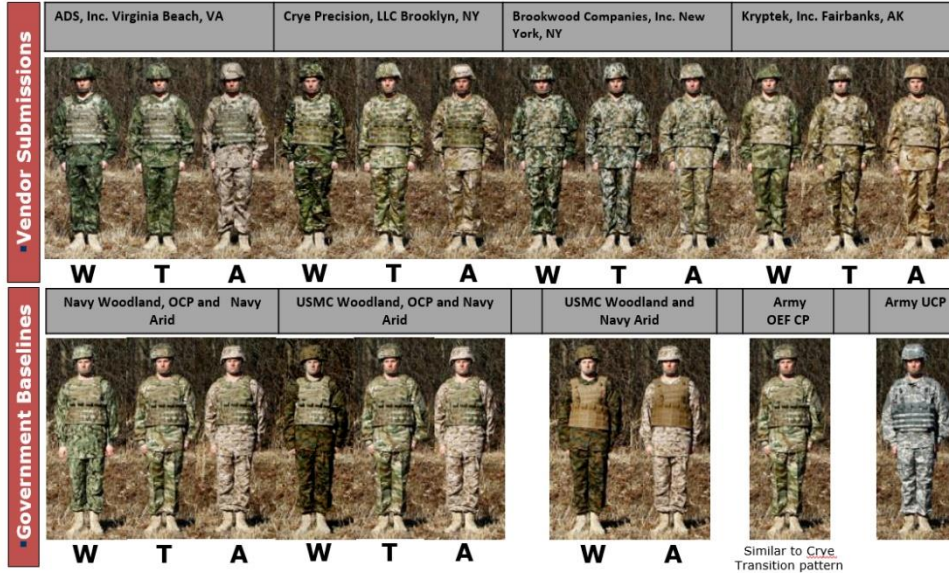 ▪Vendor Submissions
ADS, Inc. Virginia Beach, VA
Crye Precision, LLC Brooklyn, NY
Brookwood Companies, Inc. New
York, NY
Kryptek, Inc. Fairbanks, AK
W T A W T A W T A W T A
▪Government Baselines
Navy Woodland, OCP and Navy
Arid
USMC Woodland, OCP and Navy
Arid
USMC Woodland and
Navy Arid
Army
OEF CP
Army UCP
W T A W T A W A
Similar to Crye
Transition pattern